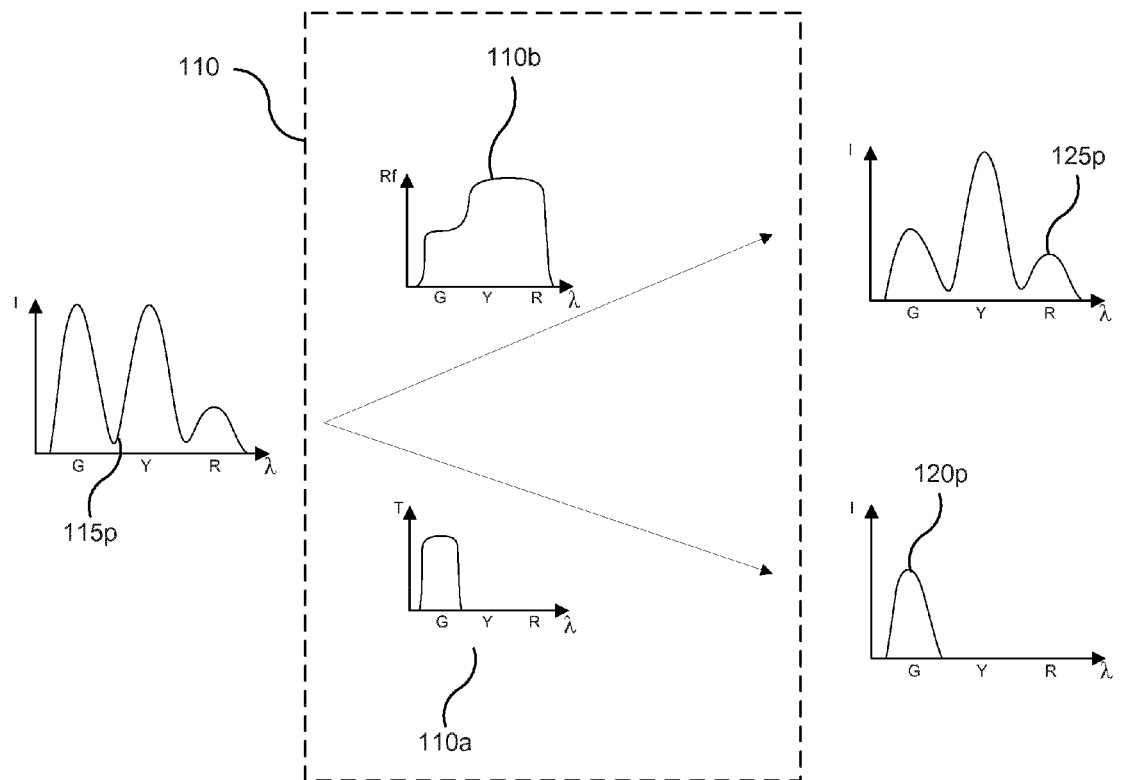 110
110b
Rf
G Y R λ
I
125p
G Y R λ
I
G Y R λ
115p
T
G Y R λ
110a
I
120p
G Y R λ